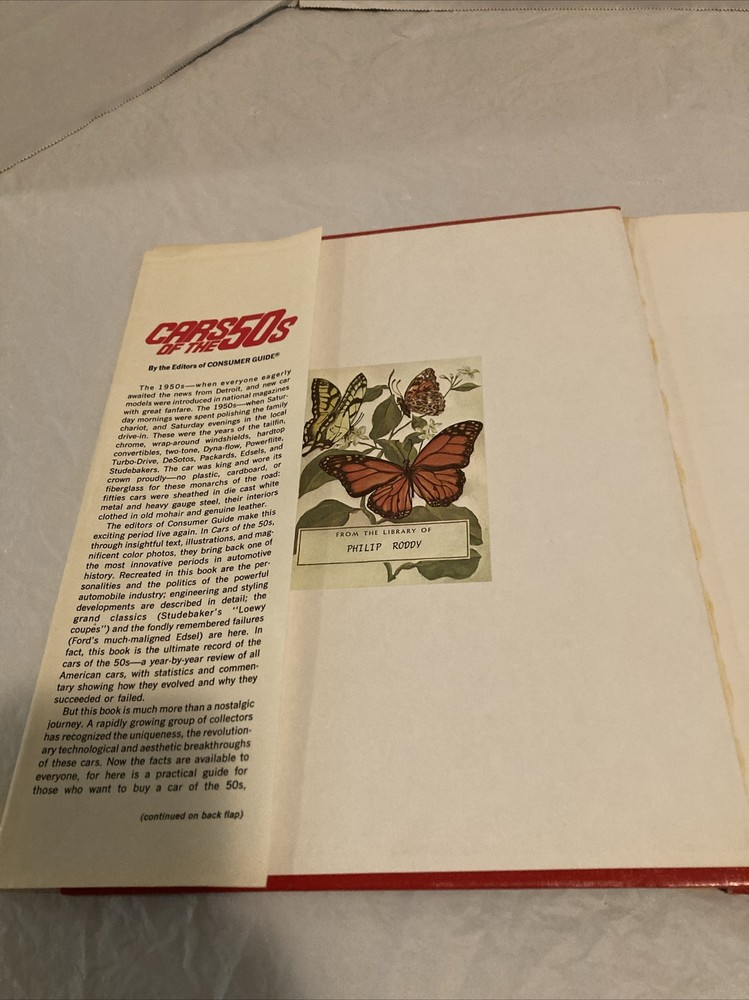 CARS OF THE 50s
By the Editors of CONSUMER GUIDE®
The 1950s—when everyone eagerly
awaited the news from Detroit, and new car
models were introduced in national magazines
with great fanfare. The 1950s—when Satur-
day mornings were spent polishing the family
chariot, and Saturday evenings in the local
drive-in. These were the years of the tailfin,
chrome, wrap-around windshields, hardtop
convertibles, two-tone, Dyna-flow, Powerflite,
Turbo-Drive, DeSotos, Packards, Edsels, and
Studebakers. The car was king and wore its
crown proudly—no plastic, cardboard, or
fiberglass for these monarchs of the road:
fifties cars were sheathed in die cast white
metal and heavy gauge steel, their interiors
clothed in old mohair and genuine leather.
The editors of Consumer Guide make this
exciting period live again. In Cars of the 50s,
through insightful text, illustrations, and mag-
nificent color photos, they bring back one of
the most innovative periods in automotive
history. Recreated in this book are the per-
sonalities and the politics of the powerful
automobile industry; engineering and styling
developments are described in detail; the
grand classics (Studebaker's "Loewy
coupés") and the fondly remembered failures
(Ford's much-maligned Edsel) are here. In
fact, this book is the ultimate record of the
cars of the 50s—a year-by-year review of all
American cars, with statistics and commen-
tary showing how they evolved and why they
succeeded or failed.
But this book is much more than a nostalgic
journey. A rapidly growing group of collectors
has recognized the uniqueness, the revolution-
ary technological and aesthetic breakthroughs
of these cars. Now the facts are available to
everyone, for here is a practical guide for
those who want to buy a car of the 50s,
(continued on back flap)
FROM THE LIBRARY OF
PHILIP RODDY